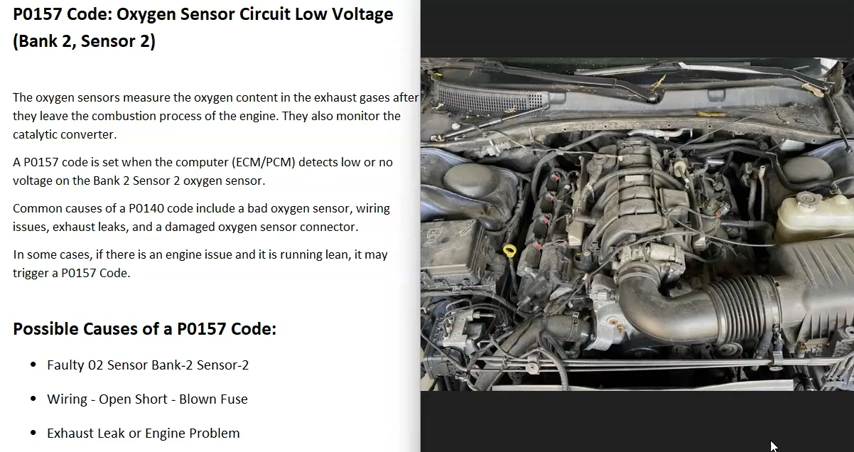 P0157 Code: Oxygen Sensor Circuit Low Voltage
(Bank 2, Sensor 2)
The oxygen sensors measure the oxygen content in the exhaust gases after
they leave the combustion process of the engine. They also monitor the
catalytic converter.
A P0157 code is set when the computer (ECM/PCM) detects low or no
voltage on the Bank 2 Sensor 2 oxygen sensor.
Common causes of a P0140 code include a bad oxygen sensor, wiring
issues, exhaust leaks, and a damaged oxygen sensor connector.
In some cases, if there is an engine issue and it is running lean, it may
trigger a P0157 Code.
Possible Causes of a P0157 Code:
• Faulty 02 Sensor Bank-2 Sensor-2
• Wiring - Open Short - Blown Fuse
• Exhaust Leak or Engine Problem